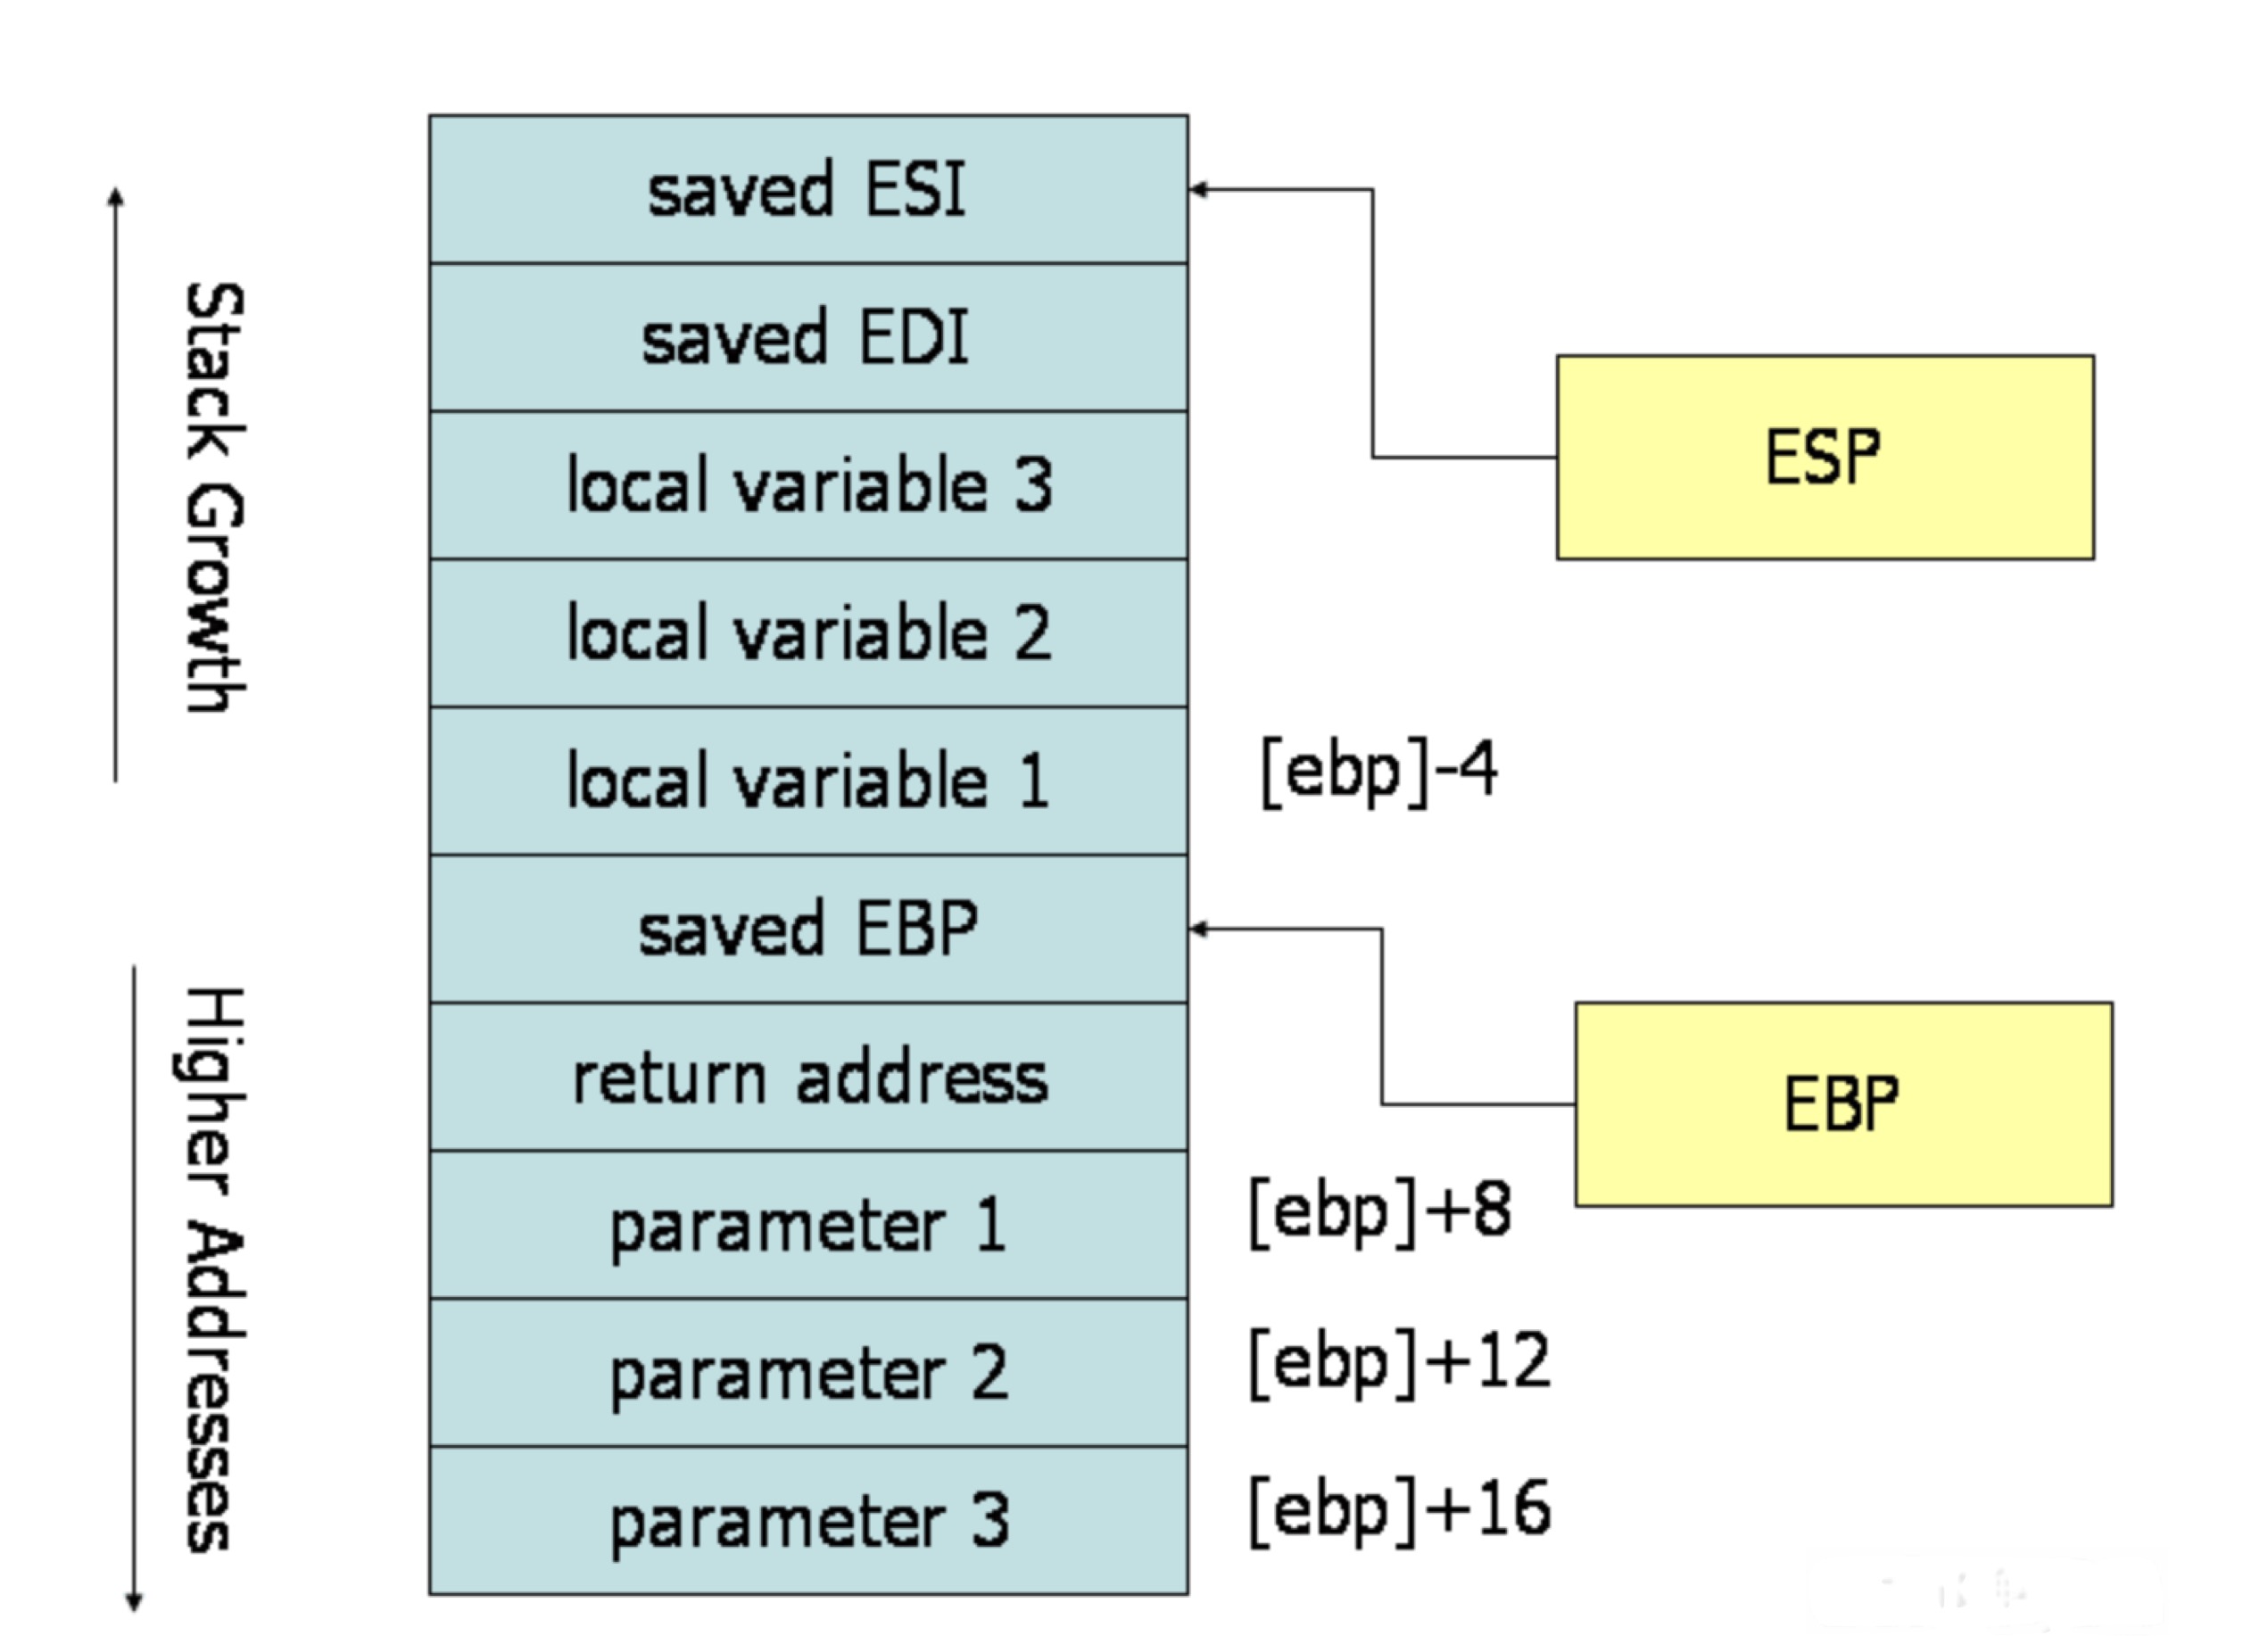 Stack Growth
Higher Addresses
saved ESI
saved EDI
local variable 3
local variable 2
local variable 1
[ebp]-4
saved EBP
return address
parameter 1
[ebp]+8
parameter 2
[ebp]+12
parameter 3
[ebp]+16
ESP
EBP